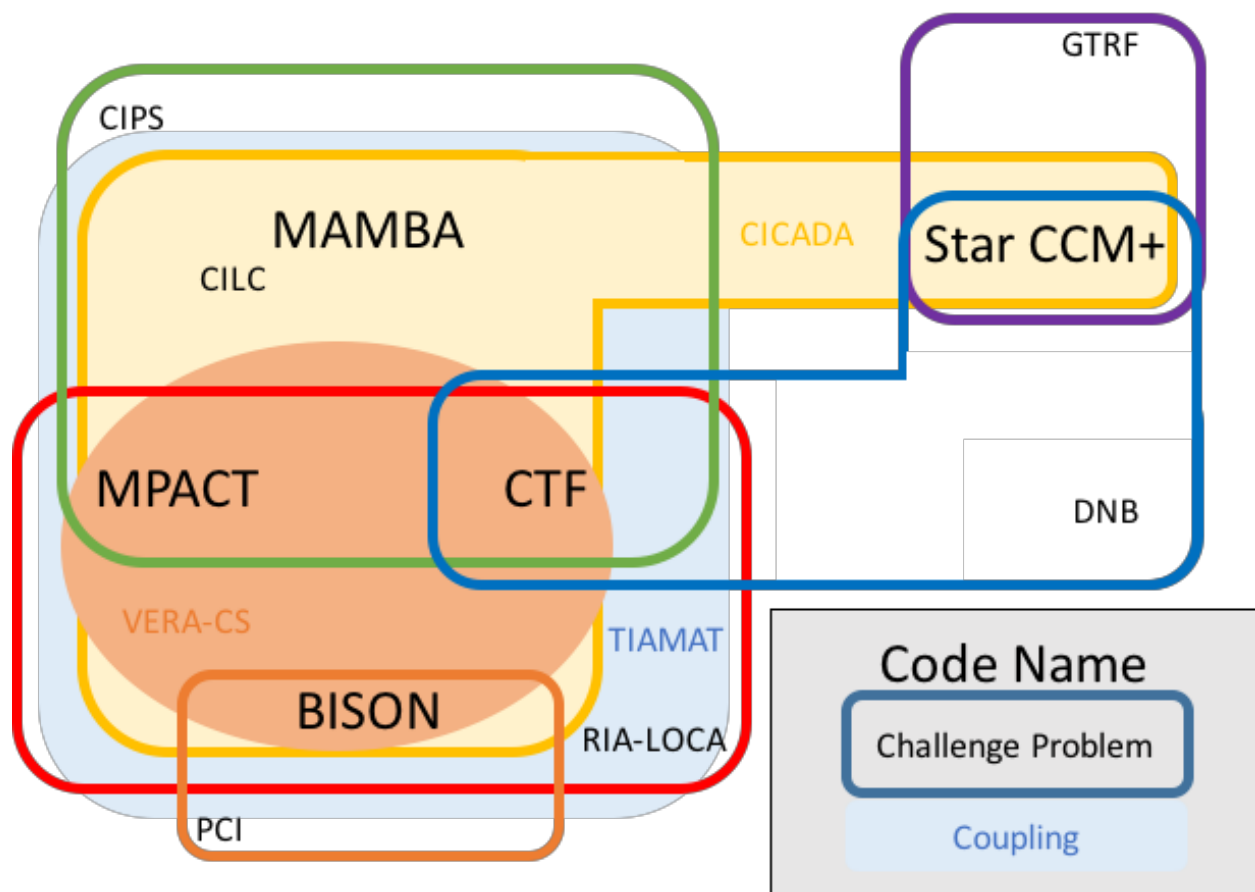 GTRF
CIPS
MAMBA
CICADA
Star CCM+
CILC
MPACT
CTF
DNB
VERA-CS
TIAMAT
BISON
RIA-LOCA
PCI
Code Name
Challenge Problem
Coupling